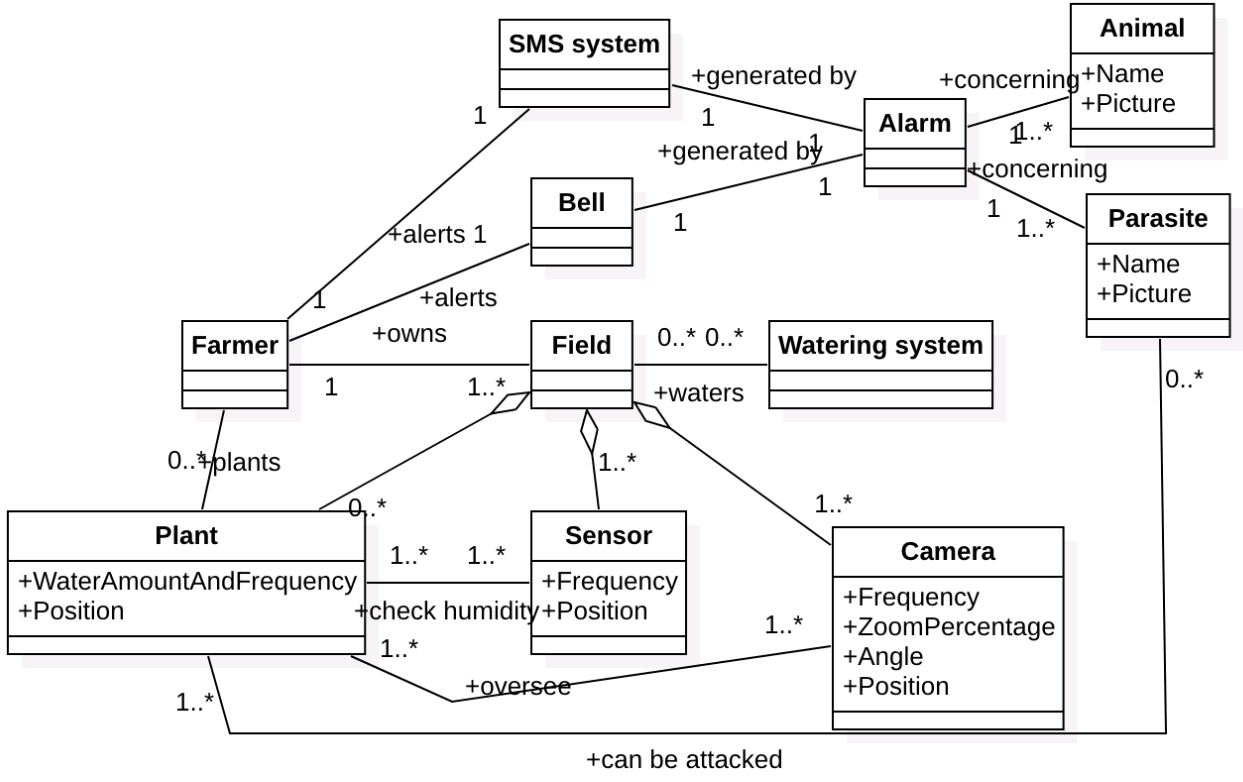 Animal
SMS system
+generated by
+concerning
+Name
+Picture
1
1
Alarm
1
1..*
1
+generated by
+concerning
1
1
1..*
Bell
1
Parasite
+Name
+Picture
+alerts
1
1
+alerts
+owns
Farmer
Field
0..*
0..*
Watering system
1
1..*
+waters
0..*
0..*
+plants
1..*
0..*
1..*
Plant
+WaterAmountAndFrequency
+Position
1..*
1..*
+check humidity
Sensor
+Frequency
+Position
Camera
+Frequency
+ZoomPercentage
+Angle
+Position
1..*
1..*
+oversee
1..*
+can be attacked